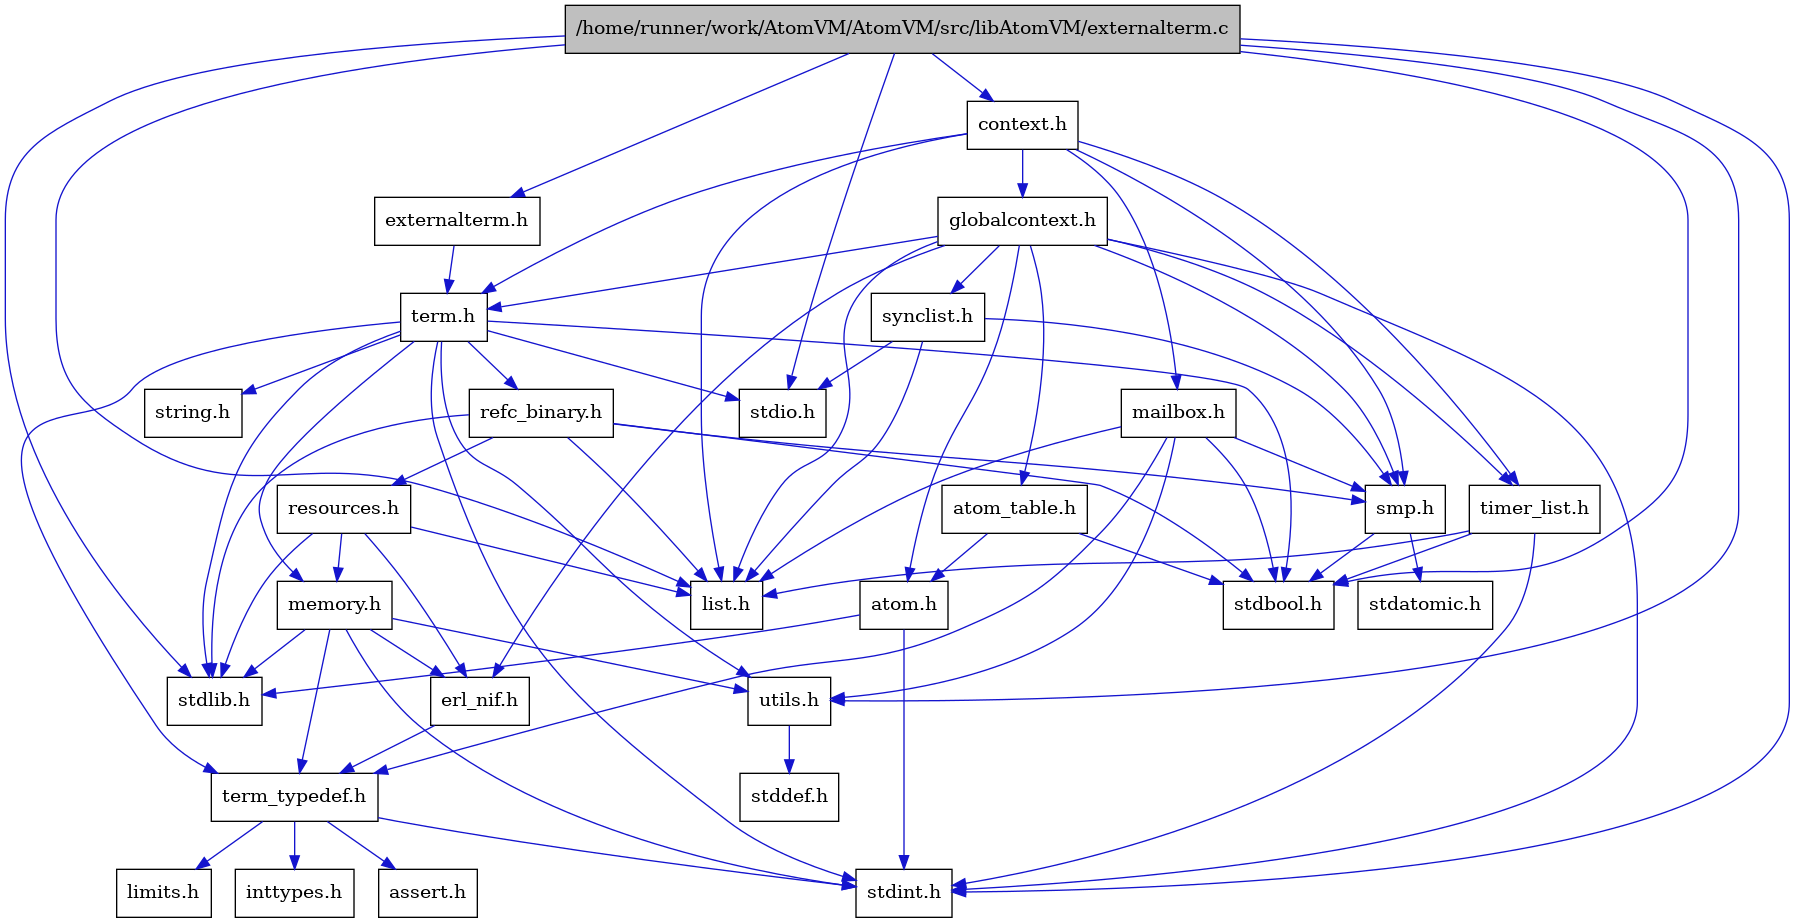 /home/runner/work/AtomVM/AtomVM/src/libAtomVM/externalterm.c
context.h
externalterm.h
globalcontext.h
term.h
synclist.h
string.h
refc_binary.h
stdio.h
mailbox.h
resources.h
atom_table.h
smp.h
timer_list.h
memory.h
list.h
atom.h
stdbool.h
stdatomic.h
stdlib.h
erl_nif.h
utils.h
term_typedef.h
stddef.h
limits.h
inttypes.h
assert.h
stdint.h